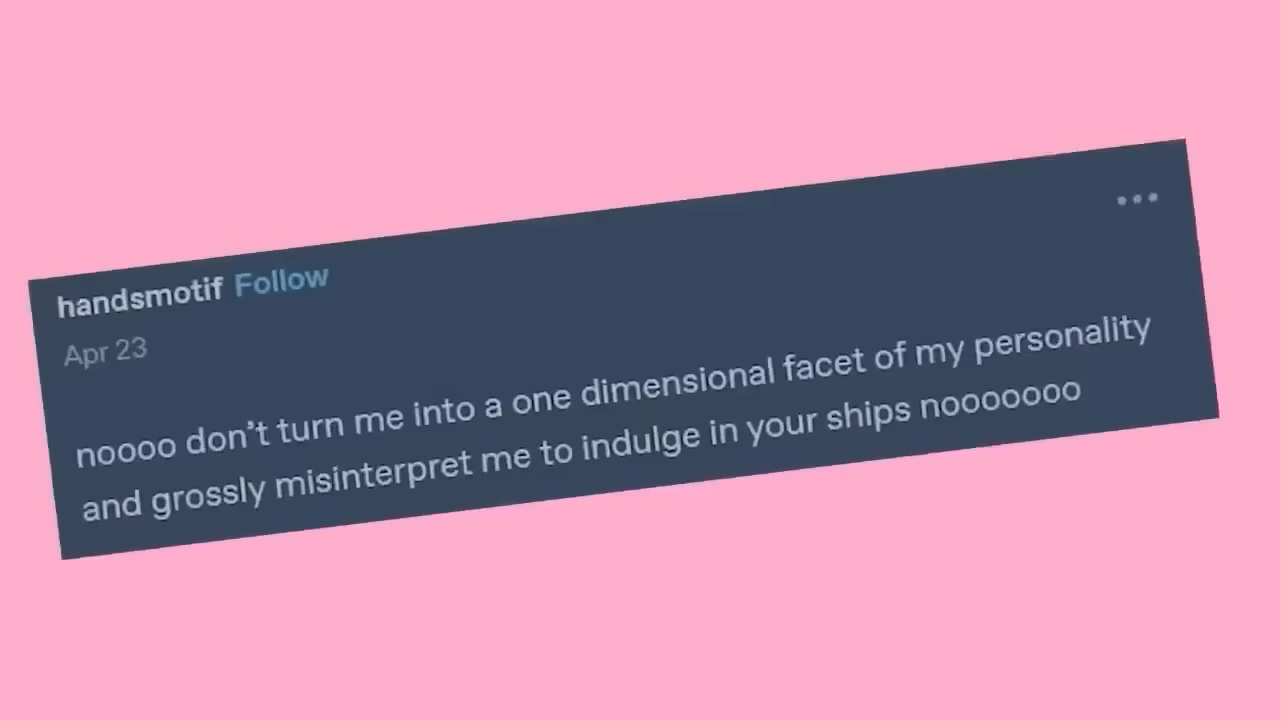 handsmotif Follow
Apr 23
noooo don't turn me into a one dimensional facet of my personality
and grossly misinterpret me to indulge in your ships nooooooo